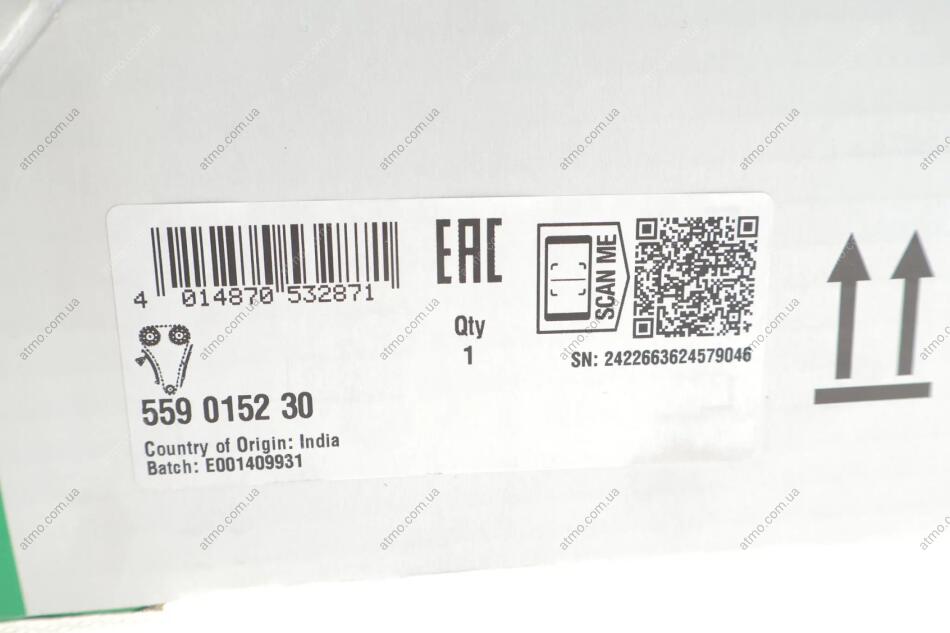 4 014870 532871
EAC
Qty
1
SCAN ME
SN: 2422663624579046
559 0152 30
Country of Origin: India
Batch: E001409931
atmo.com.ua